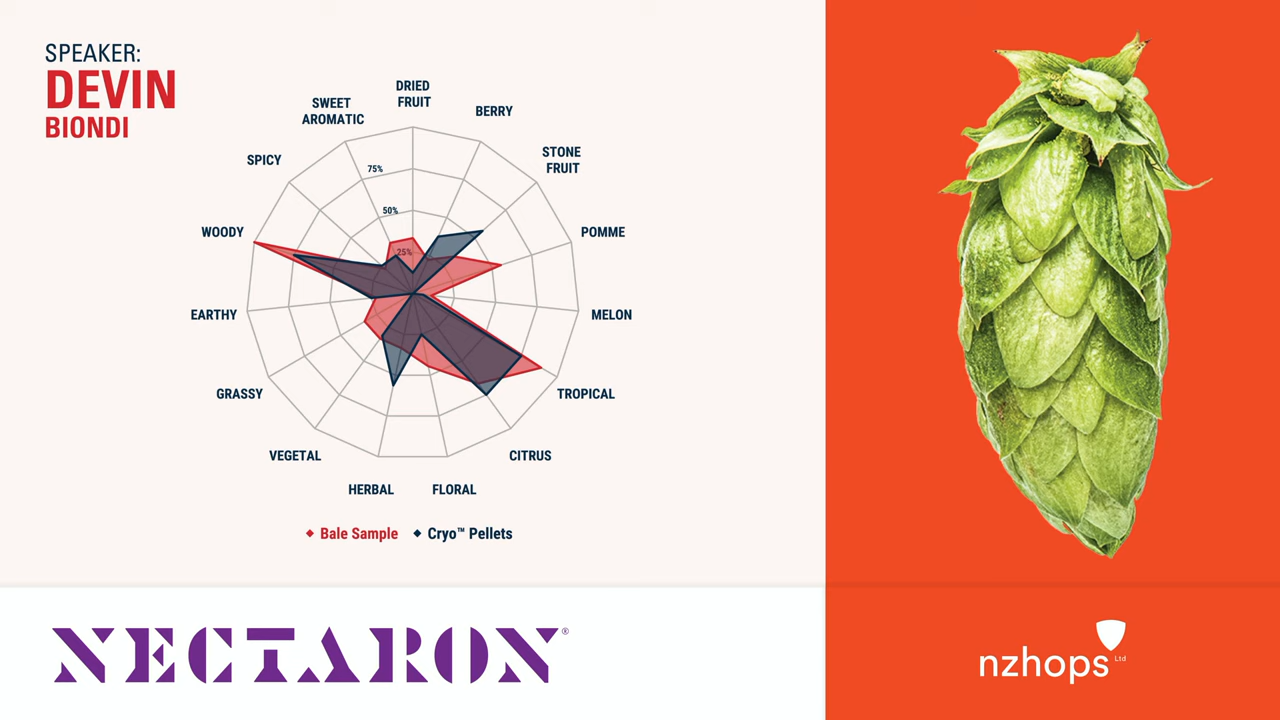 SPEAKER:
DEVIN
BIONDI
DRIED
FRUIT
BERRY
STONE
FRUIT
POMME
MELON
TROPICAL
CITRUS
FLORAL
HERBAL
VEGETAL
GRASSY
EARTHY
WOODY
SPICY
SWEET
AROMATIC
75%
50%
25%
Bale Sample
Cryo™ Pellets
NECTARON®
nzhops Ltd